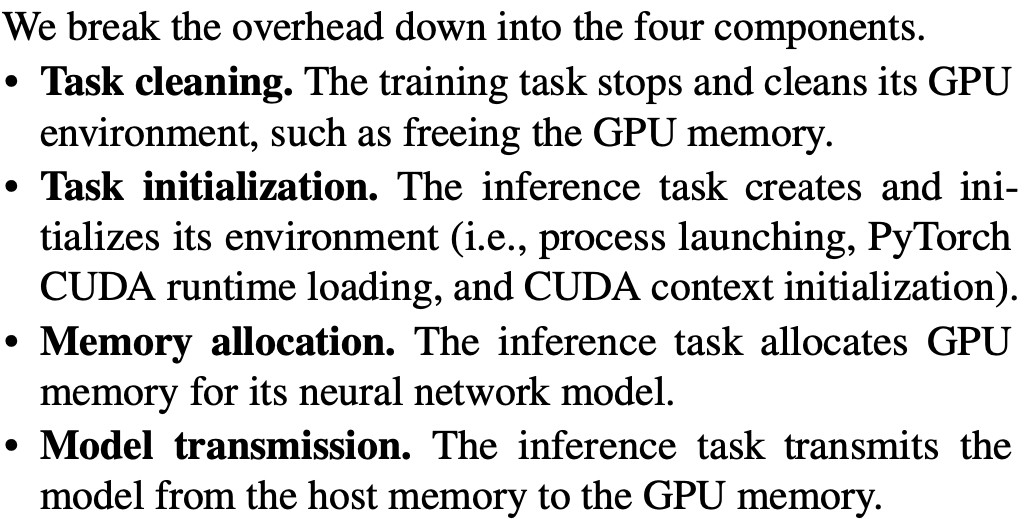 We break the overhead down into the four components.
• Task cleaning. The training task stops and cleans its GPU
environment, such as freeing the GPU memory.
• Task initialization. The inference task creates and ini-
tializes its environment (i.e., process launching, PyTorch
CUDA runtime loading, and CUDA context initialization).
• Memory allocation. The inference task allocates GPU
memory for its neural network model.
• Model transmission. The inference task transmits the
model from the host memory to the GPU memory.